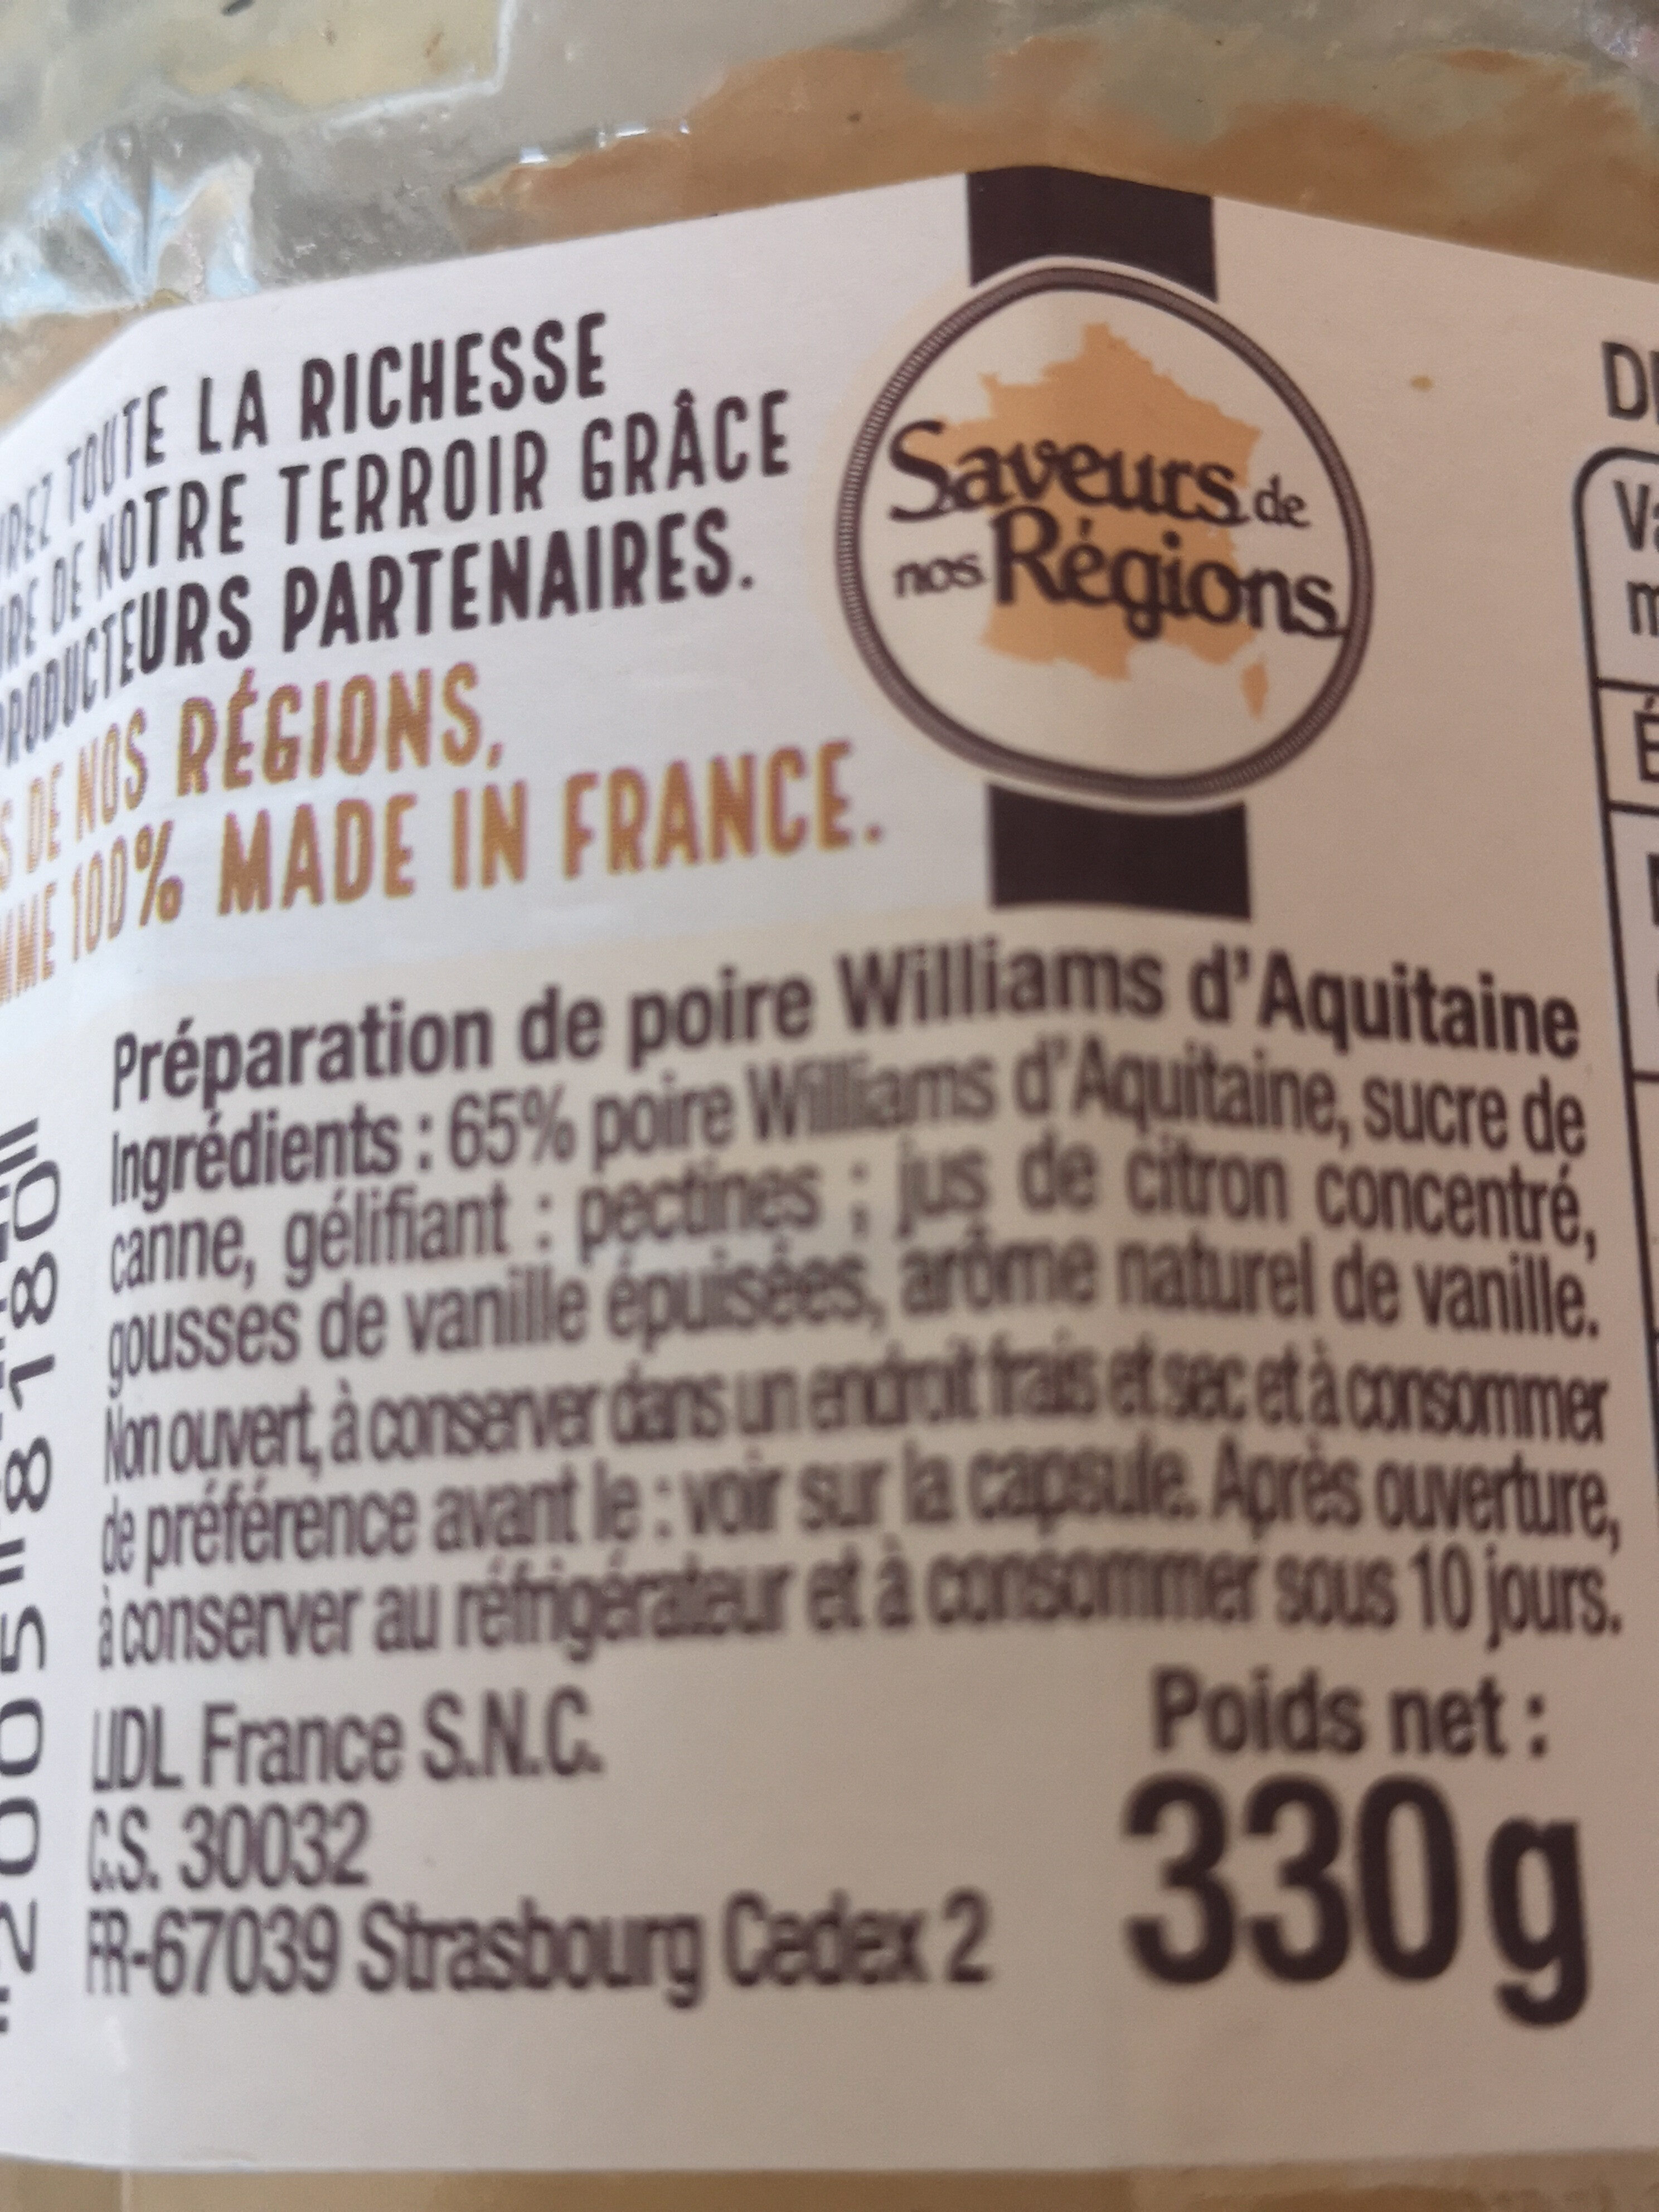 TOUTE LA RICHESSE
DE NOTRE TERROIR GRÂCE
PRODUCTEURS PARTENAIRES.
DE NOS RÉGIONS,
100% MADE IN FRANCE.
Saveurs de
nos Régions
Préparation de poire Williams d'Aquitaine
Ingrédients : 65% poire Williams d'Aquitaine, sucre de
canne, gélifiant : pectines ; jus de citron concentré,
gousses de vanille épuisées, arôme naturel de vanille.
Non ouvert, à conserver dans un endroit frais et sec et à consommer
de préférence avant le : voir sur la capsule. Après ouverture,
à conserver au réfrigérateur et à consommer sous 10 jours.
LIDL France S.N.C.
C.S. 30032
FR-67039 Strasbourg Cedex 2
Poids net :
330 g